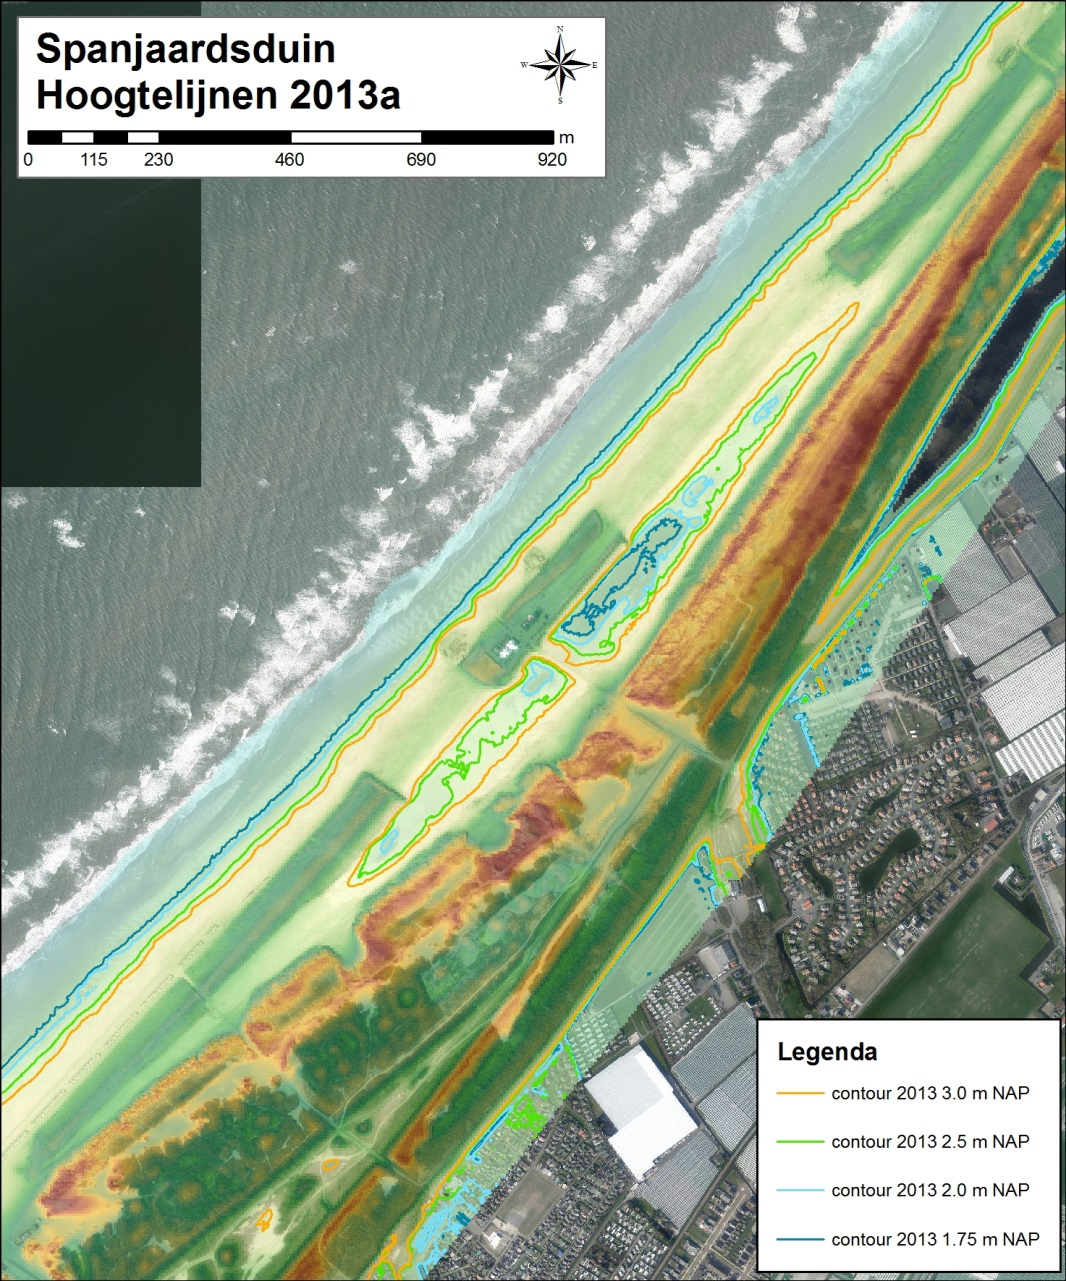 Spanjaardsduin
Hoogtelijnen 2013a
N
W E
S
m
0 115 230 460 690 920
Legenda
contour 2013 3.0 m NAP
contour 2013 2.5 m NAP
contour 2013 2.0 m NAP
contour 2013 1.75 m NAP